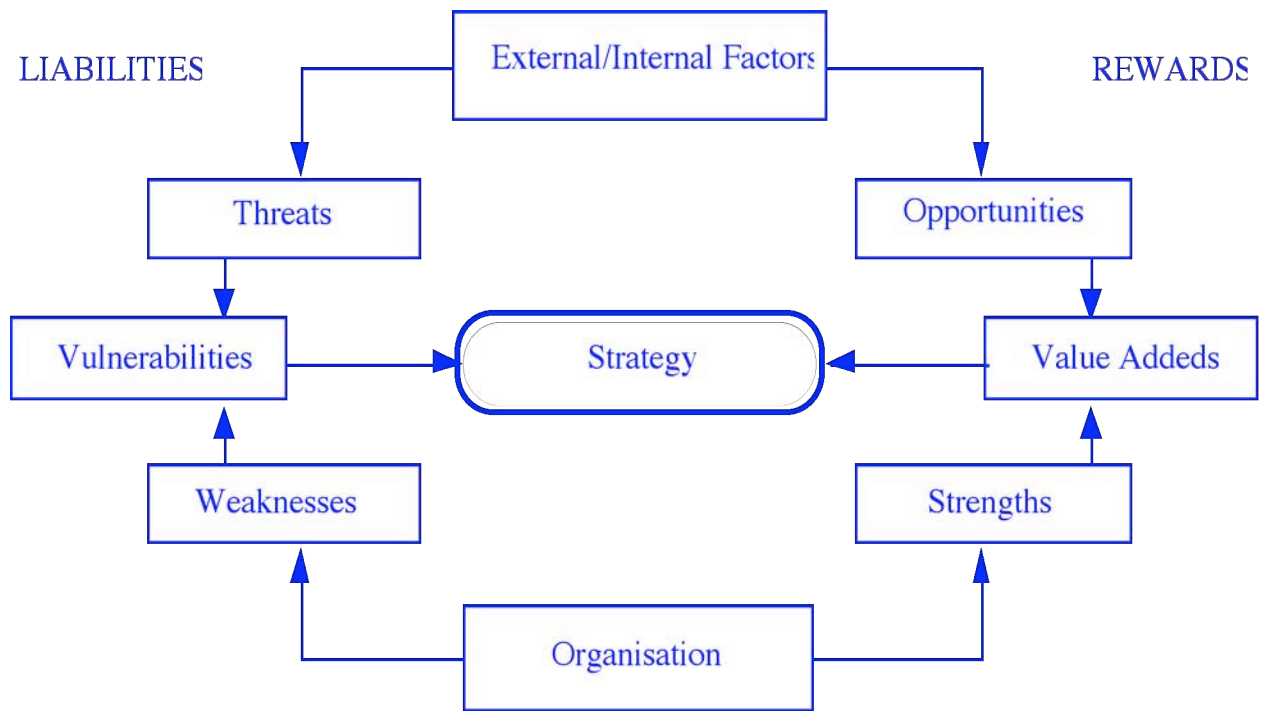 External/Internal Factors
LIABILITIES
REWARDS
Threats
Opportunities
Vulnerabilities
Strategy
Value Addeds
Weaknesses
Strengths
Organisation